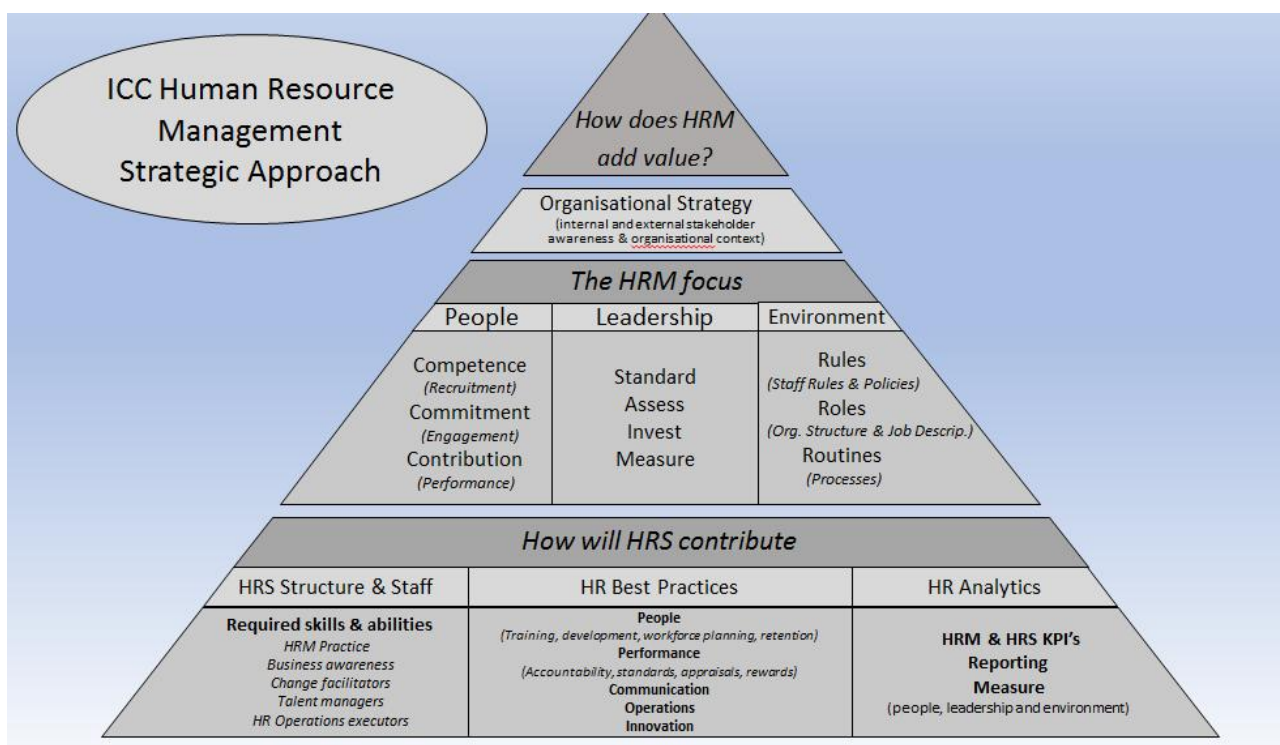 ICC Human Resource
Management
Strategic Approach
How does HRM
add value?
Organisational Strategy
(internal and external stakeholder
awareness & organisational context)
The HRM focus
People
Competence
(Recruitment)
Commitment
(Engagement)
Contribution
(Performance)
Leadership
Standard
Assess
Invest
Measure
Environment
Rules
(Staff Rules & Policies)
Roles
(Org. Structure & Job Descrip.)
Routines
(Processes)
How will HRS contribute
HRS Structure & Staff
Required skills & abilities
HRM Practice
Business awareness
Change facilitators
Talent managers
HR Operations executors
HR Best Practices
People
(Training, development, workforce planning, retention)
Performance
(Accountability, standards, appraisals, rewards)
Communication
Operations
Innovation
HR Analytics
HRM & HRS KPI's
Reporting
Measure
(people, leadership and environment)